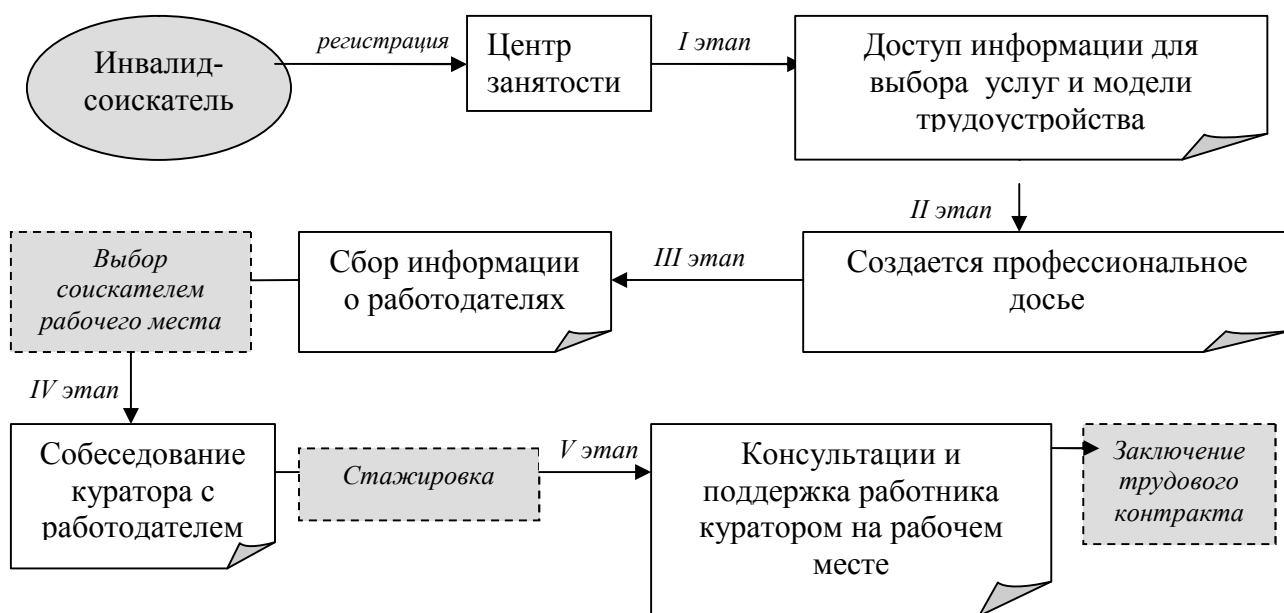 Инвалид-
соискатель
регистрация
Центр
занятости
I этап
Доступ информации для
выбора услуг и модели
трудоустройства
II этап
Выбор
соискателем
рабочего места
Сбор информации
о работодателях
III этап
Создается профессиональное
досье
IV этап
Собеседование
куратора с
работодателем
Стажировка
V этап
Консультации и
поддержка работника
куратором на рабочем
месте
Заключение
трудового
контракта